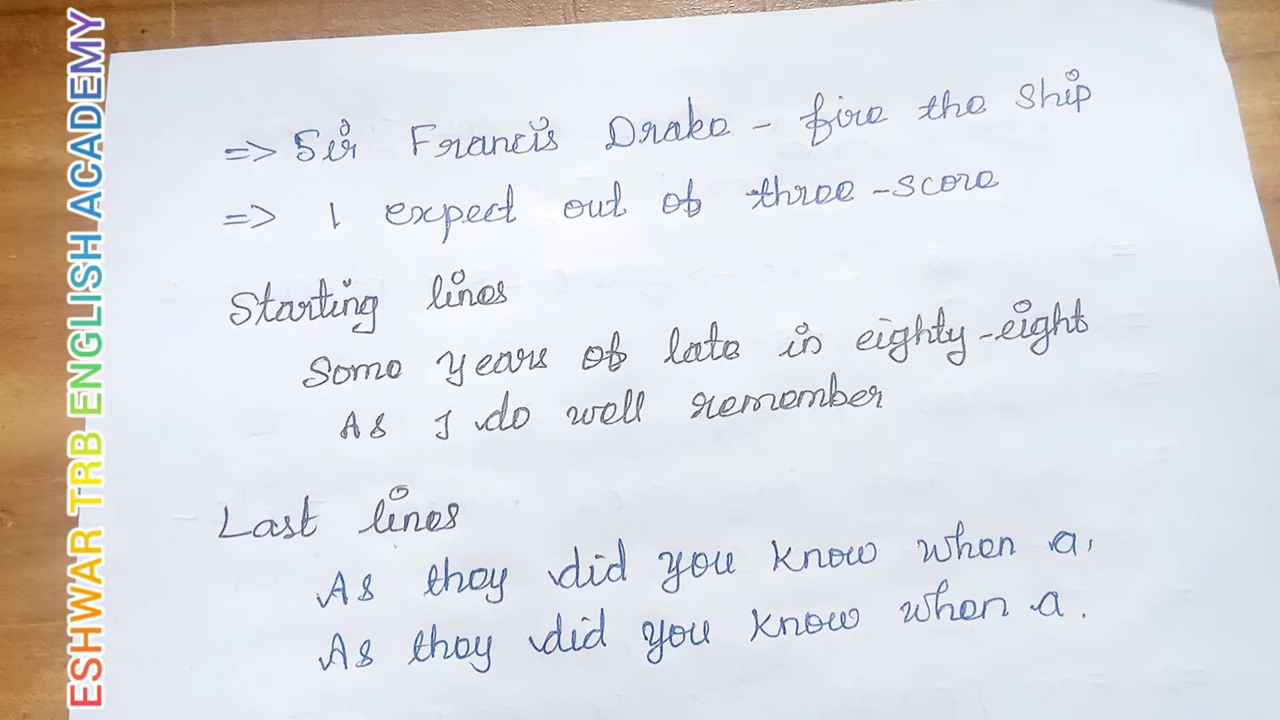 ESHWAR TRB ENGLISH ACADEMY
=> Sir Francis Drake - fire the ship
=> 1 expect out of three-score
Starting lines
Some years of late in eighty-eight
As I do well remember
Last lines
As they did you know when a,
As they did you know when a.